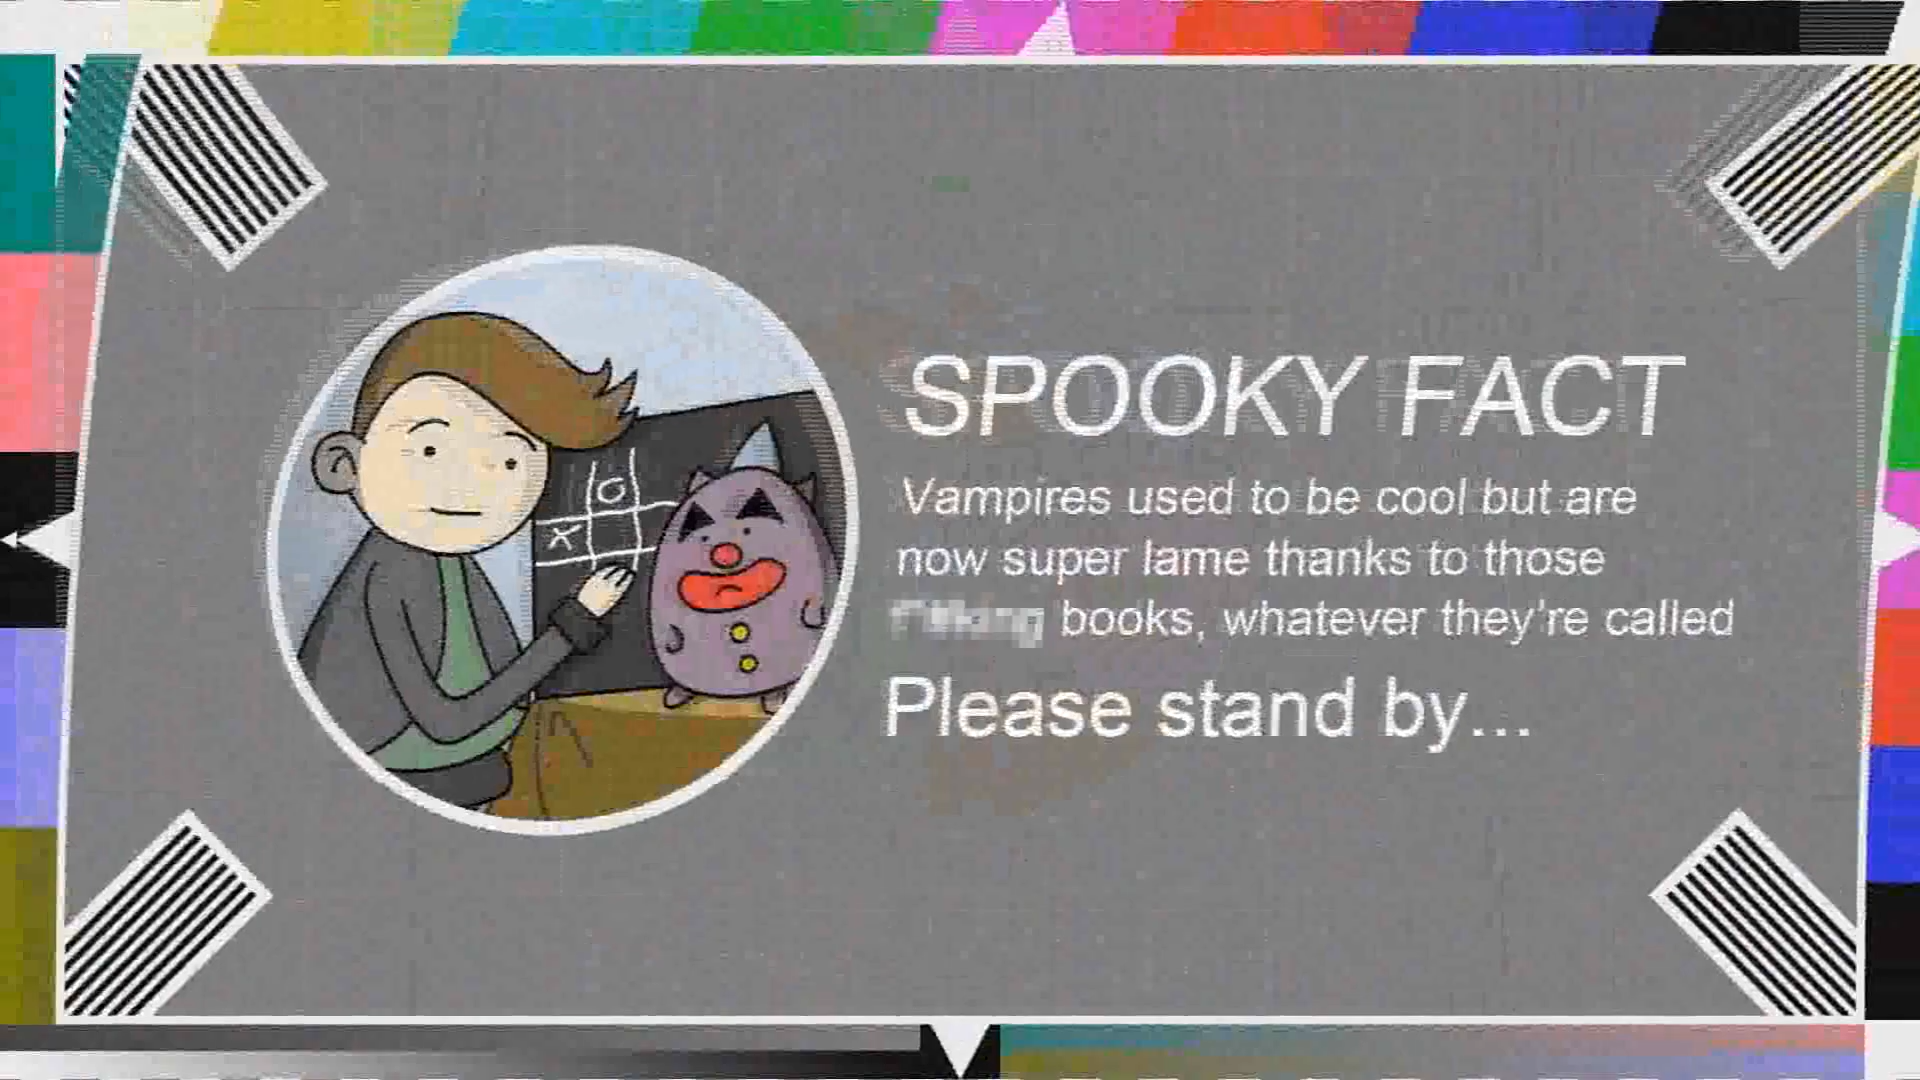 SPOOKY FACT
Vampires used to be cool but are
now super lame thanks to those
books, whatever they're called
Please stand by...
O
X